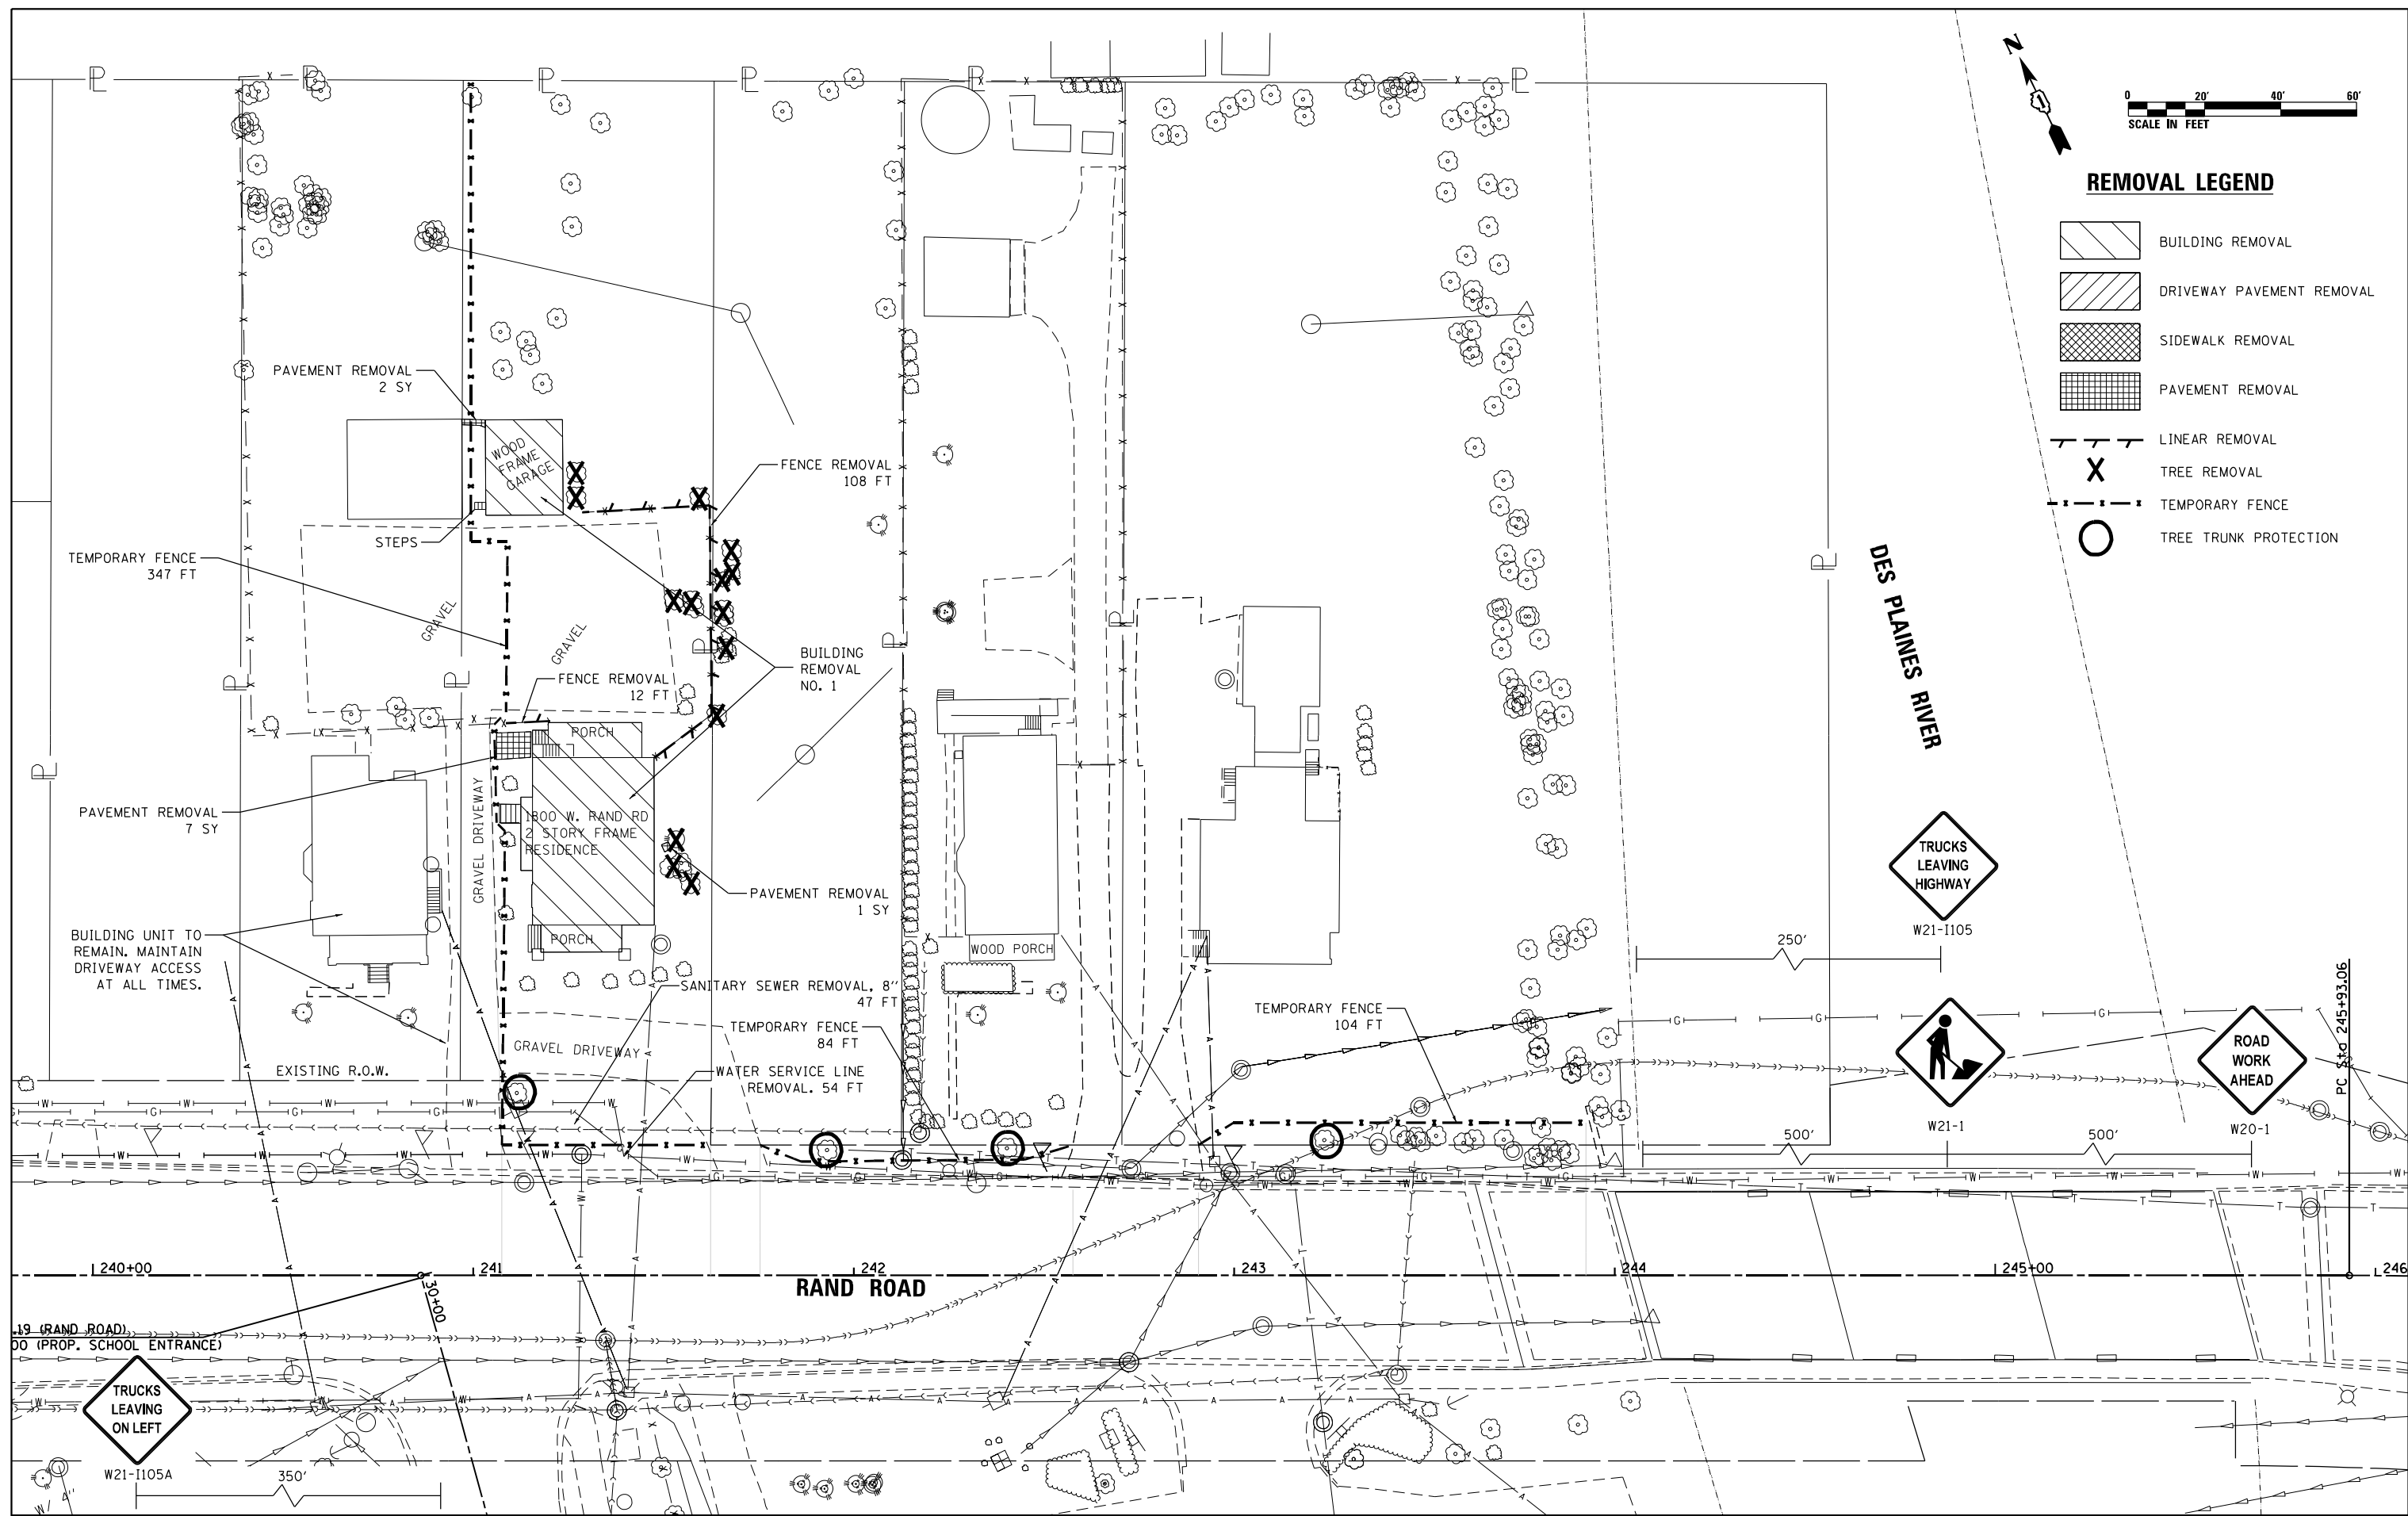 N
0 20' 40' 60'
SCALE IN FEET
REMOVAL LEGEND
BUILDING REMOVAL
DRIVEWAY PAVEMENT REMOVAL
SIDEWALK REMOVAL
PAVEMENT REMOVAL
LINEAR REMOVAL
TREE REMOVAL
TEMPORARY FENCE
TREE TRUNK PROTECTION
PAVEMENT REMOVAL
2 SY
WOOD
FRAME
GARAGE
FENCE REMOVAL
108 FT
STEPS
TEMPORARY FENCE
347 FT
GRAVEL
GRAVEL
FENCE REMOVAL
12 FT
BUILDING
REMOVAL
NO. 1
PORCH
PAVEMENT REMOVAL
7 SY
GRAVEL DRIVEWAY
1800 W. RAND RD
2 STORY FRAME
RESIDENCE
PAVEMENT REMOVAL
1 SY
PORCH
BUILDING UNIT TO
REMAIN. MAINTAIN
DRIVEWAY ACCESS
AT ALL TIMES.
WOOD PORCH
SANITARY SEWER REMOVAL, 8"
47 FT
TEMPORARY FENCE
84 FT
TEMPORARY FENCE
104 FT
GRAVEL DRIVEWAY
WATER SERVICE LINE
REMOVAL. 54 FT
EXISTING R.O.W.
DES PLAINES RIVER
TRUCKS
LEAVING
HIGHWAY
W21-I105
250'
W21-1
ROAD
WORK
AHEAD
W20-1
500'
500'
PC Sta 245+93.06
240+00
241
242
243
244
245+00
246
RAND ROAD
30+00
.19 (RAND ROAD)
00 (PROP. SCHOOL ENTRANCE)
TRUCKS
LEAVING
ON LEFT
W21-I105A
350'